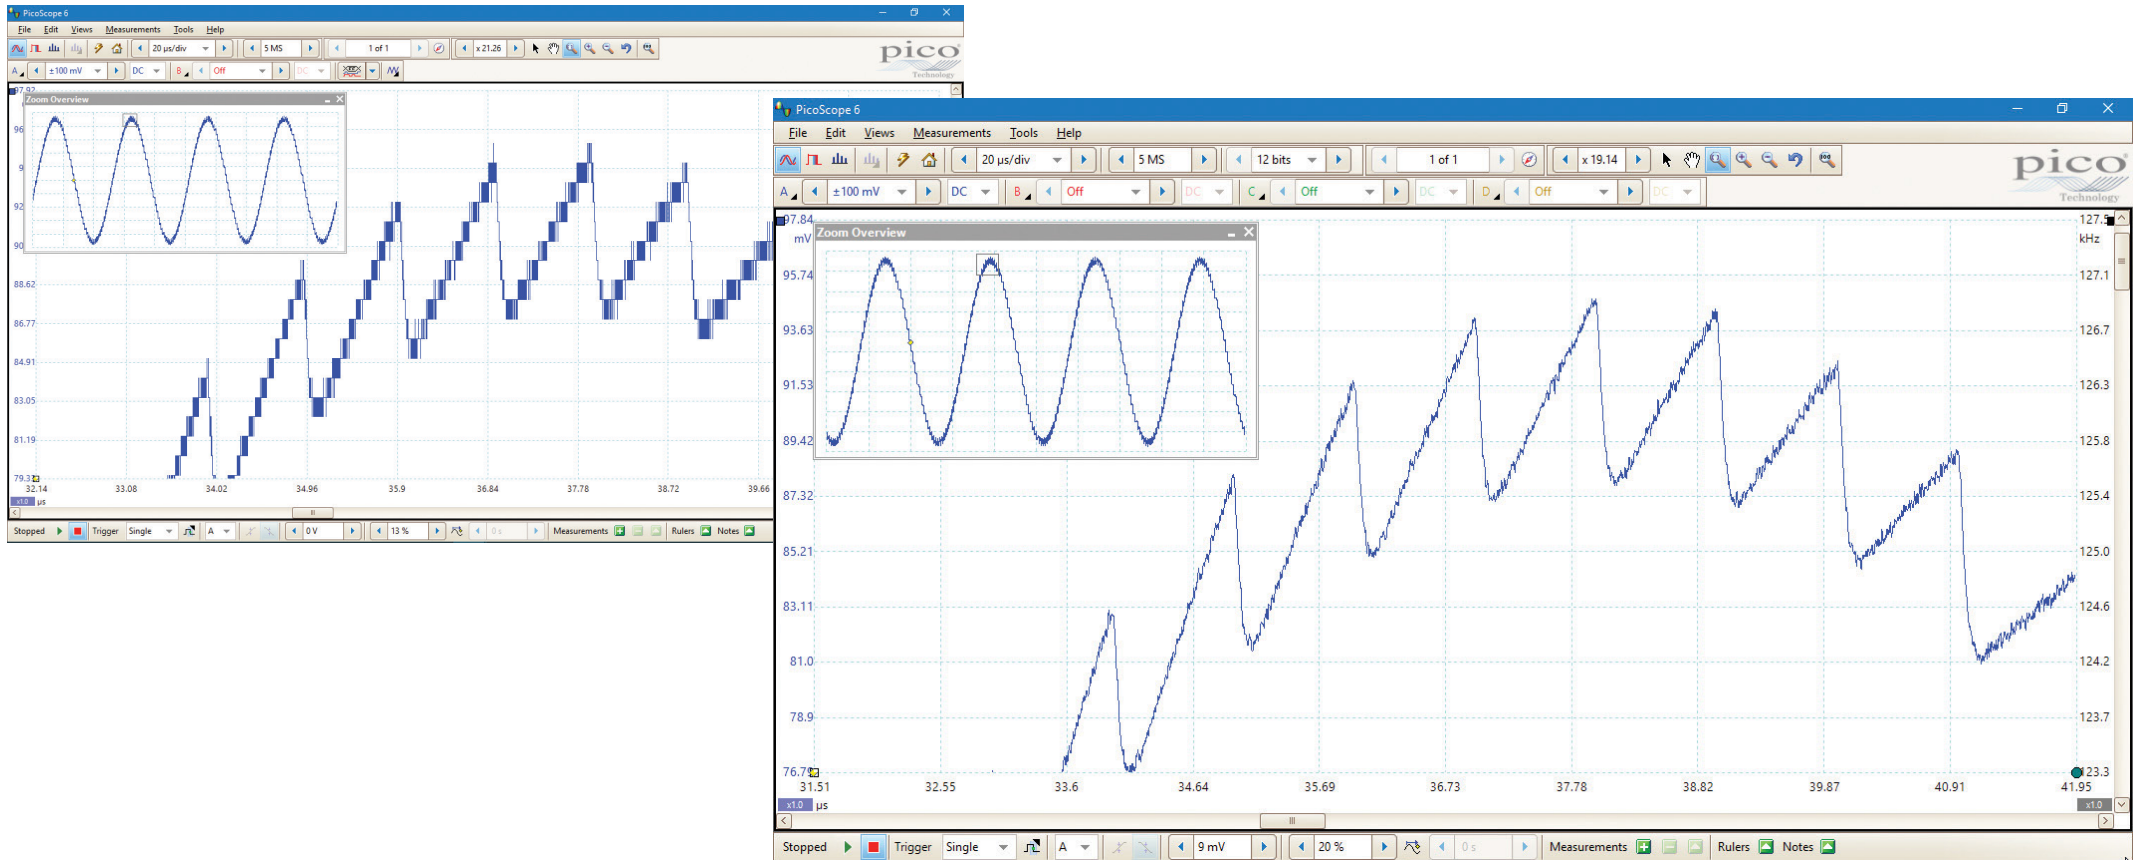 PicoScope 6
File Edit Views Measurements Tools Help
20 µs/div 5 MS 1 of 1 x 21.26
pico
Technology
A ±100 mV DC B Off DC
97.92
Zoom Overview
96
9
92
90
88.62
86.77
84.91
83.05
81.19
79.33
32.14 33.08 34.02 34.96 35.9 36.84 37.78 38.72 39.66
x1.0 µs
Stopped Trigger Single A 0 V 13 % 0 s Measurements Rulers Notes
PicoScope 6
File Edit Views Measurements Tools Help
20 µs/div 5 MS 12 bits 1 of 1 x 19.14
pico
Technology
A ±100 mV DC B Off DC C Off DC D Off DC
97.84 127.5
mV kHz
Zoom Overview
95.74 127.1
93.63 126.7
91.53 126.3
89.42 125.8
87.32 125.4
85.21 125.0
83.11 124.6
81.0 124.2
78.9 123.7
76.79 123.3
31.51 32.55 33.6 34.64 35.69 36.73 37.78 38.82 39.87 40.91 41.95
x1.0 µs x1.0
Stopped Trigger Single A 9 mV 20 % 0 s Measurements Rulers Notes